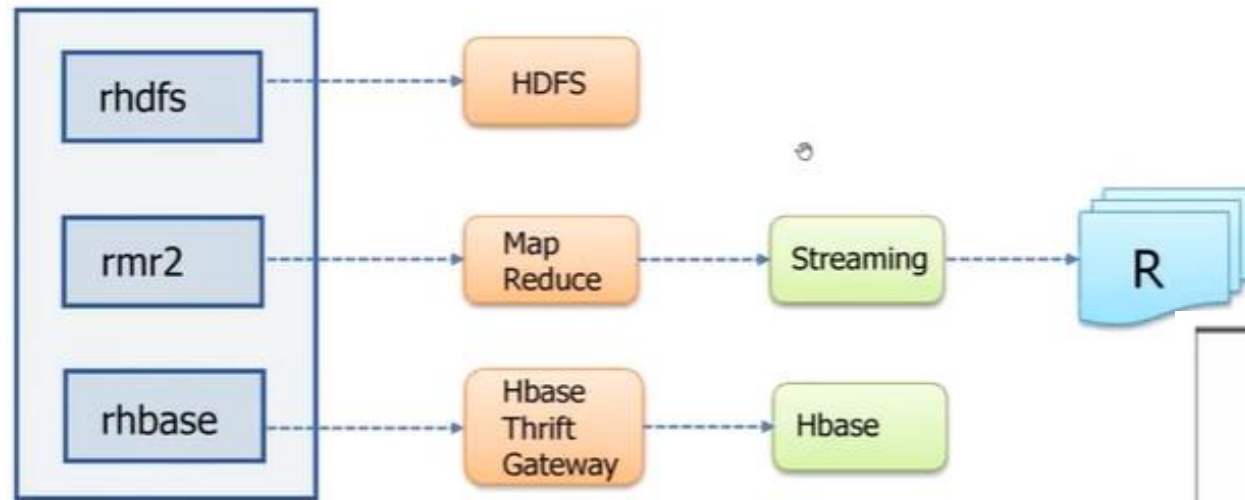 rhdfs
HDFS
rmr2
Map
Reduce
Streaming
R
rhbase
Hbase
Thrift
Gateway
Hbase